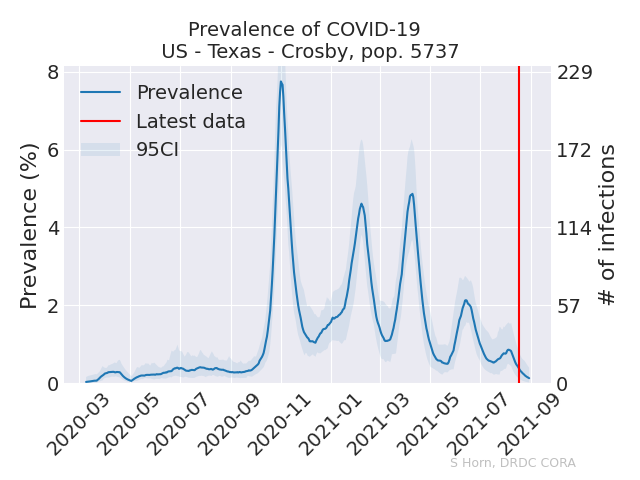 Prevalence of COVID-19
US - Texas - Crosby, pop. 5737
Prevalence
Latest data
95CI
Prevalence (%)
8
6
4
2
0
# of infections
229
172
114
57
0
2020-03
2020-05
2020-07
2020-09
2020-11
2021-01
2021-03
2021-05
2021-07
2021-09
S Horn, DRDC CORA